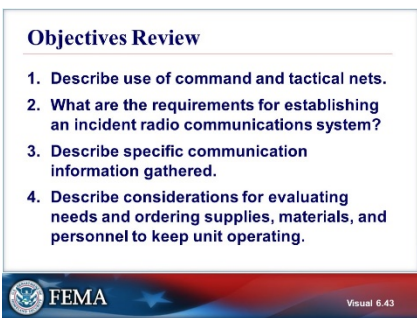 Objectives Review
1. Describe use of command and tactical nets.
2. What are the requirements for establishing
an incident radio communications system?
3. Describe specific communication
information gathered.
4. Describe considerations for evaluating
needs and ordering supplies, materials, and
personnel to keep unit operating.
FEMA
Visual 6.43